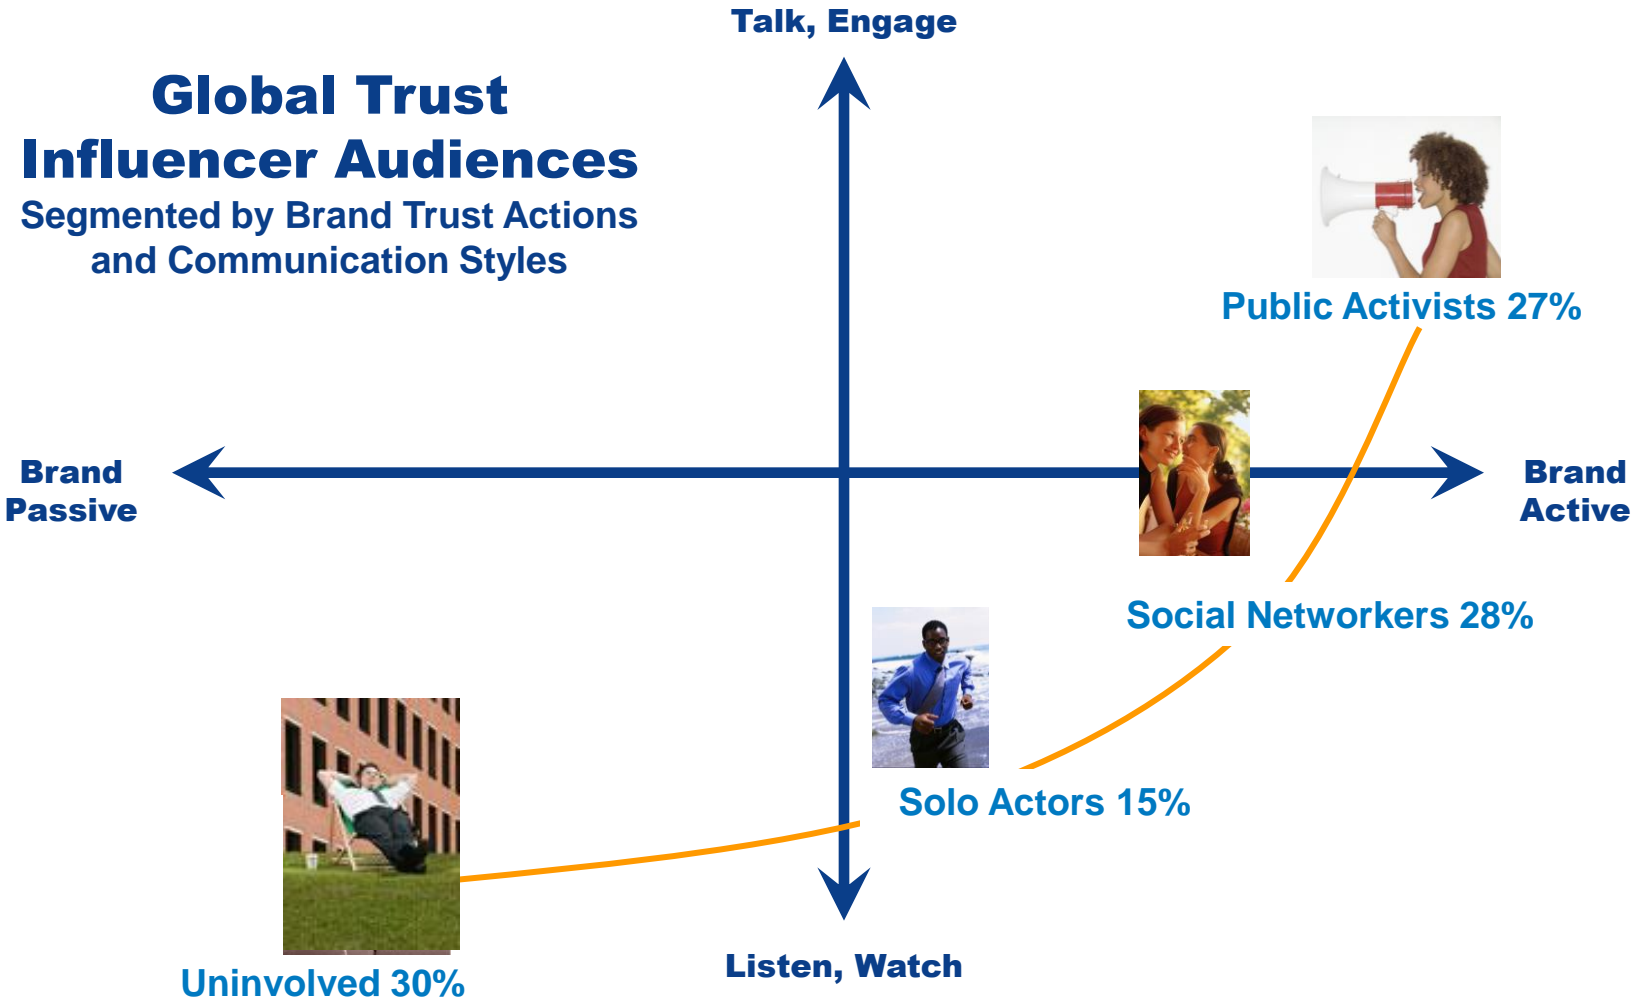 Talk, Engage
Global Trust
Influencer Audiences
Segmented by Brand Trust Actions
and Communication Styles
Public Activists 27%
Brand
Passive
Brand
Active
Social Networkers 28%
Solo Actors 15%
Listen, Watch
Uninvolved 30%